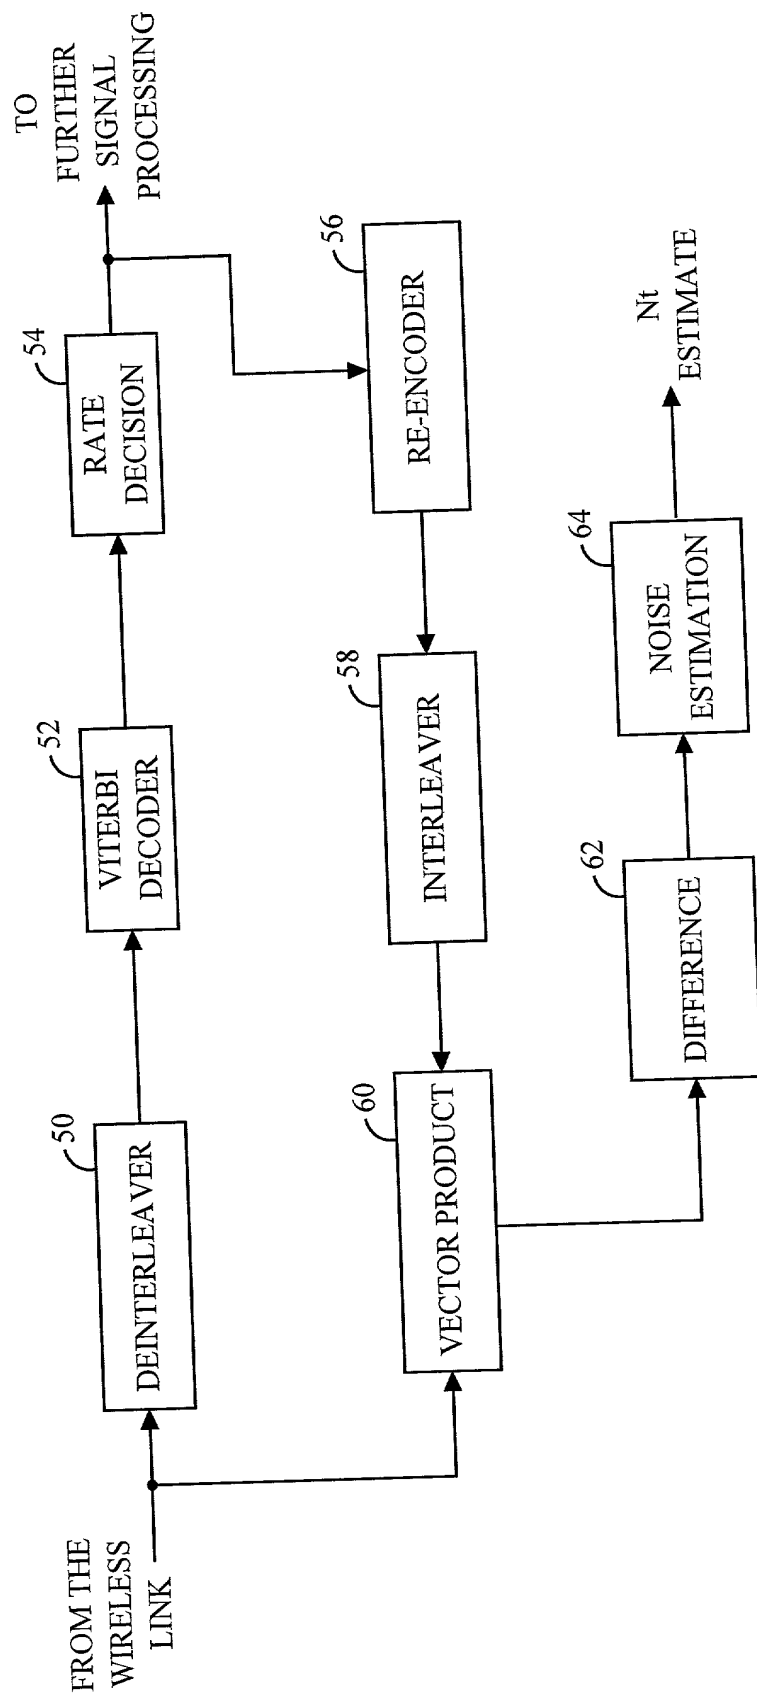 FROM THE
WIRELESS
LINK
50
DEINTERLEAVER
52
VITERBI
DECODER
54
RATE
DECISION
TO
FURTHER
SIGNAL
PROCESSING
60
VECTOR PRODUCT
58
INTERLEAVER
56
RE-ENCODER
62
DIFFERENCE
64
NOISE
ESTIMATION
Nt
ESTIMATE